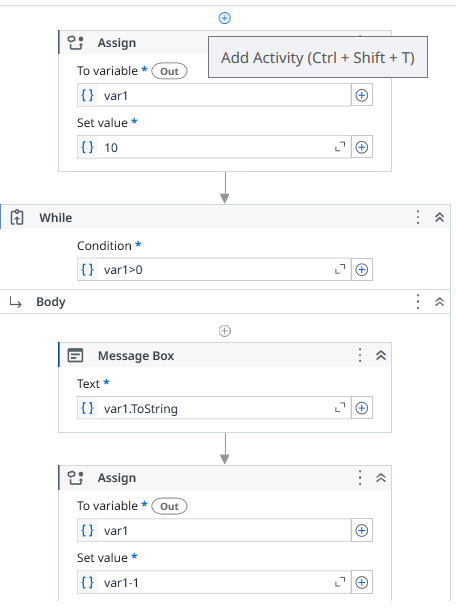 Assign
Add Activity (Ctrl + Shift + T)
To variable * Out
{ } var1
Set value *
{ } 10
While
Condition *
{ } var1>0
Body
Message Box
Text *
{ } var1.ToString
Assign
To variable * Out
{ } var1
Set value *
{ } var1-1